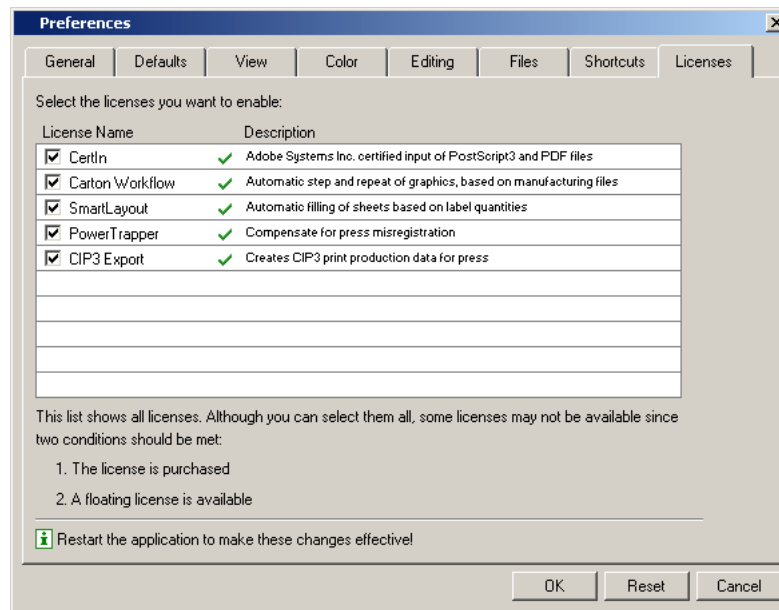 Preferences
General Defaults View Color Editing Files Shortcuts Licenses
Select the licenses you want to enable:
License Name Description
CertIn Adobe Systems Inc. certified input of PostScript3 and PDF files
Carton Workflow Automatic step and repeat of graphics, based on manufacturing files
SmartLayout Automatic filling of sheets based on label quantities
PowerTrapper Compensate for press misregistration
CIP3 Export Creates CIP3 print production data for press
This list shows all licenses. Although you can select them all, some licenses may not be available since
two conditions should be met:
1. The license is purchased
2. A floating license is available
Restart the application to make these changes effective!
OK Reset Cancel